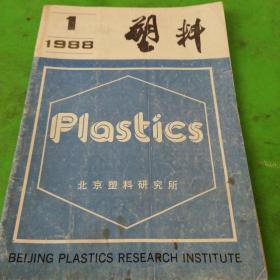 1
1988
塑料
Plastics
北京塑料研究所
BEIJING PLASTICS RESEARCH INSTITUTE